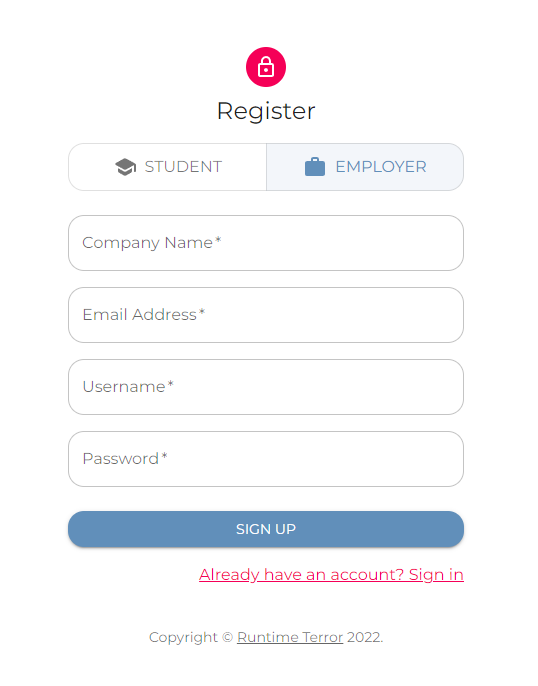 Register
STUDENT EMPLOYER
Company Name *
Email Address *
Username *
Password *
SIGN UP
Already have an account? Sign in
Copyright © Runtime Terror 2022.